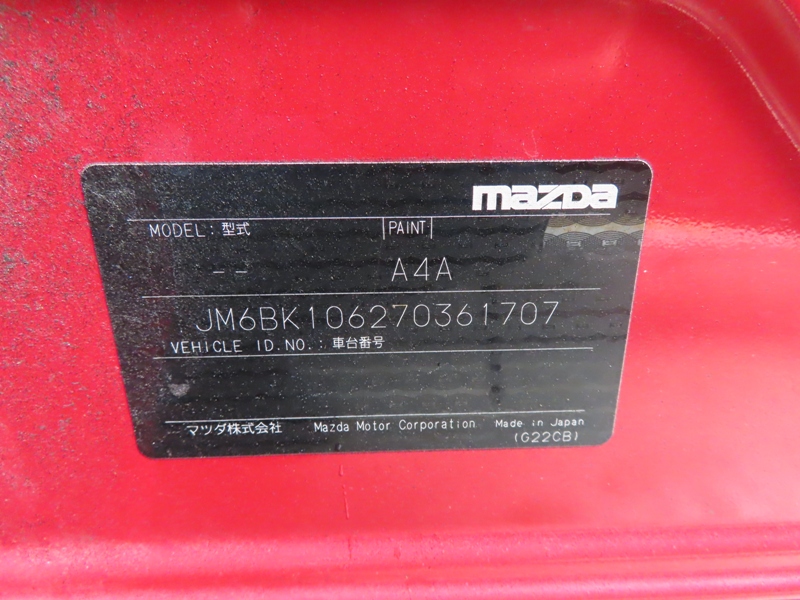 mazda
MODEL: 型式 PAINT
-- A4A
JM6BK106270361707
VEHICLE ID.NO.: 車台番号
マツダ株式会社 Mazda Motor Corporation Made in Japan
(G22CB)